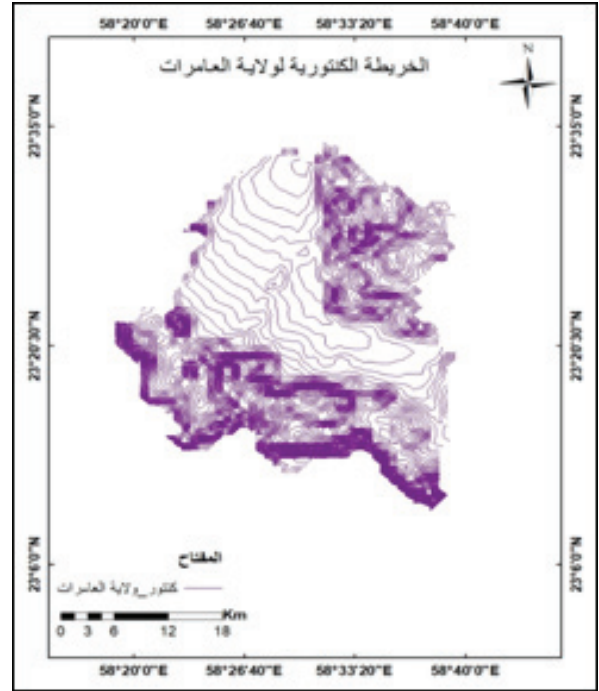 58°20'0"E 58°26'40"E 58°33'20"E 58°40'0"E
الخريطة الكنتورية لولاية العامرات
N
23°35'0"N 23°35'0"N
23°20'30"N 23°20'30"N
23°6'0"N 23°6'0"N
المفتاح
كنتور_ولاية العامرات
Km
0 3 6 12 18
58°20'0"E 58°26'40"E 58°33'20"E 58°40'0"E